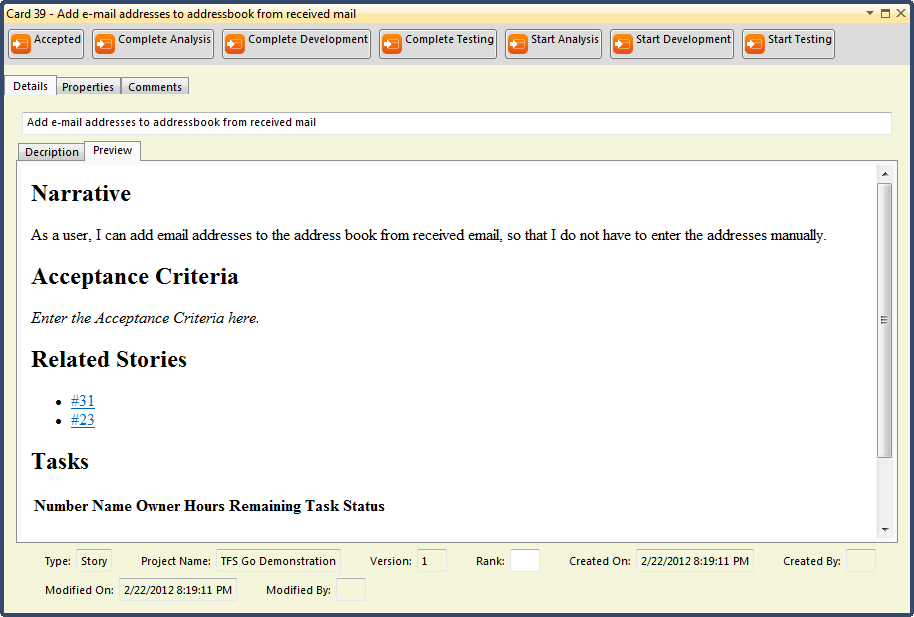 Card 39 - Add e-mail addresses to addressbook from received mail
Accepted Complete Analysis Complete Development Complete Testing Start Analysis Start Development Start Testing
Details Properties Comments
Add e-mail addresses to addressbook from received mail
Decription Preview
Narrative
As a user, I can add email addresses to the address book from received email, so that I do not have to enter the addresses manually.
Acceptance Criteria
Enter the Acceptance Criteria here.
Related Stories
#31
#23
Tasks
Number Name Owner Hours Remaining Task Status
Type: Story Project Name: TFS Go Demonstration Version: 1 Rank: Created On: 2/22/2012 8:19:11 PM Created By:
Modified On: 2/22/2012 8:19:11 PM Modified By: